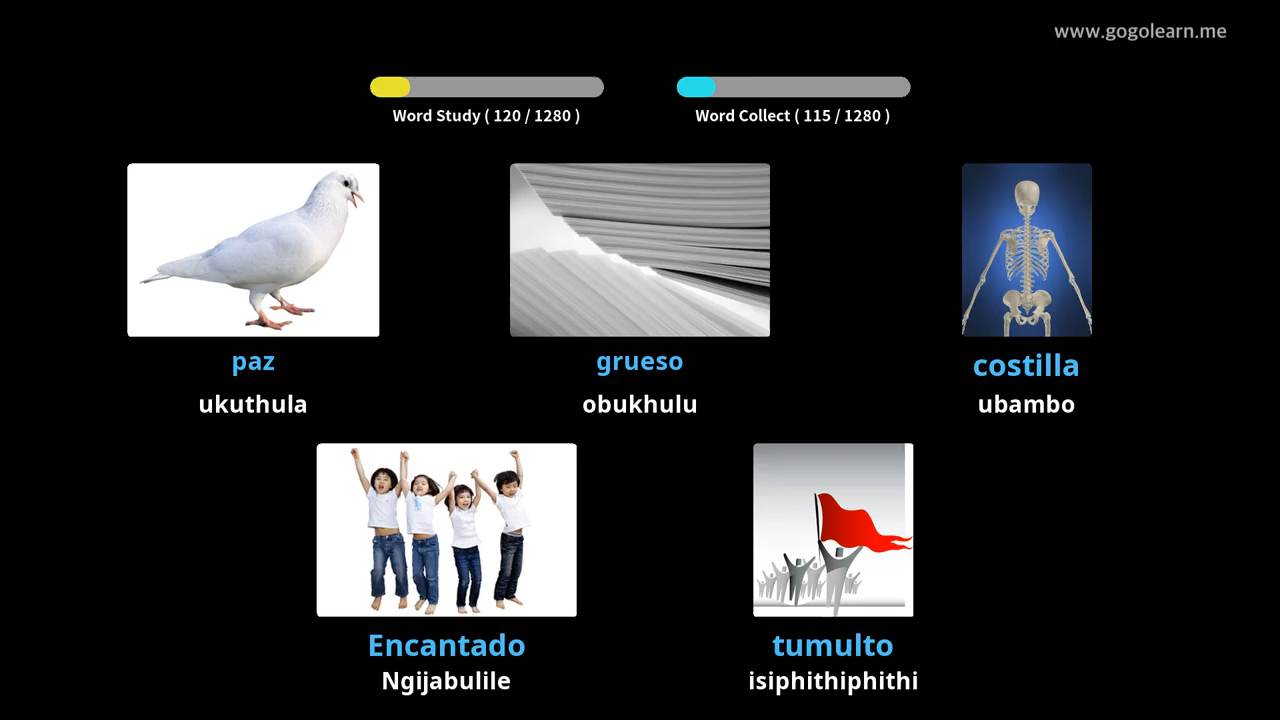 www.gogolearn.me
Word Study ( 120 / 1280 )
Word Collect ( 115 / 1280 )
paz
ukuthula
grueso
obukhulu
costilla
ubambo
Encantado
Ngijabulile
tumulto
isiphithiphithi